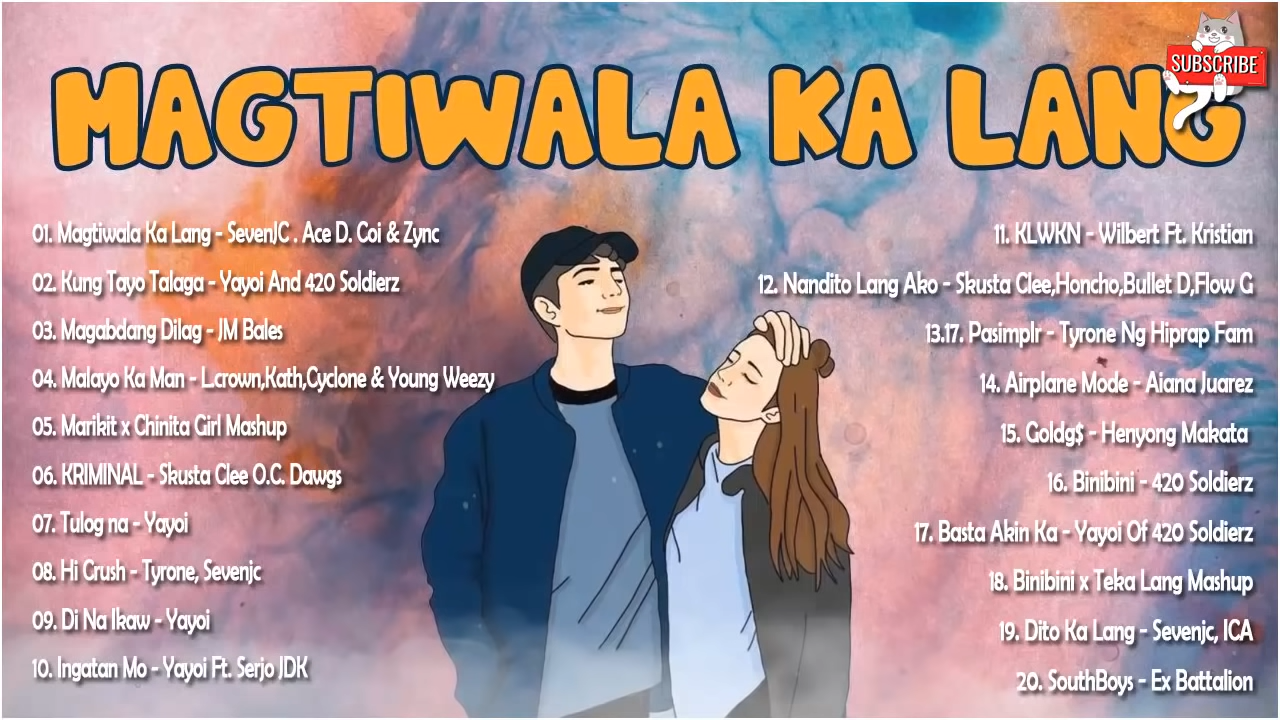 MAGTIWALA KA LANG
SUBSCRIBE
01. Magtiwala Ka Lang - SevenJC . Ace D. Coi & Zync
02. Kung Tayo Talaga - Yayoi And 420 Soldierz
03. Magabdang Dilag - JM Bales
04. Malayo Ka Man - L.crown,Kath,Cyclone & Young Weezy
05. Marikit x Chinita Girl Mashup
06. KRIMINAL - Skusta Clee O.C. Dawgs
07. Tulog na - Yayoi
08. Hi Crush - Tyrone, Sevenjc
09. Di Na Ikaw - Yayoi
10. Ingatan Mo - Yayoi Ft. Serjo JDK
11. KLWKN - Wilbert Ft. Kristian
12. Nandito Lang Ako - Skusta Clee,Honcho,Bullet D,Flow G
13.17. Pasimplr - Tyrone Ng Hiprap Fam
14. Airplane Mode - Aiana Juarez
15. Goldg$ - Henyong Makata
16. Binibini - 420 Soldierz
17. Basta Akin Ka - Yayoi Of 420 Soldierz
18. Binibini x Teka Lang Mashup
19. Dito Ka Lang - Sevenjc, ICA
20. SouthBoys - Ex Battalion